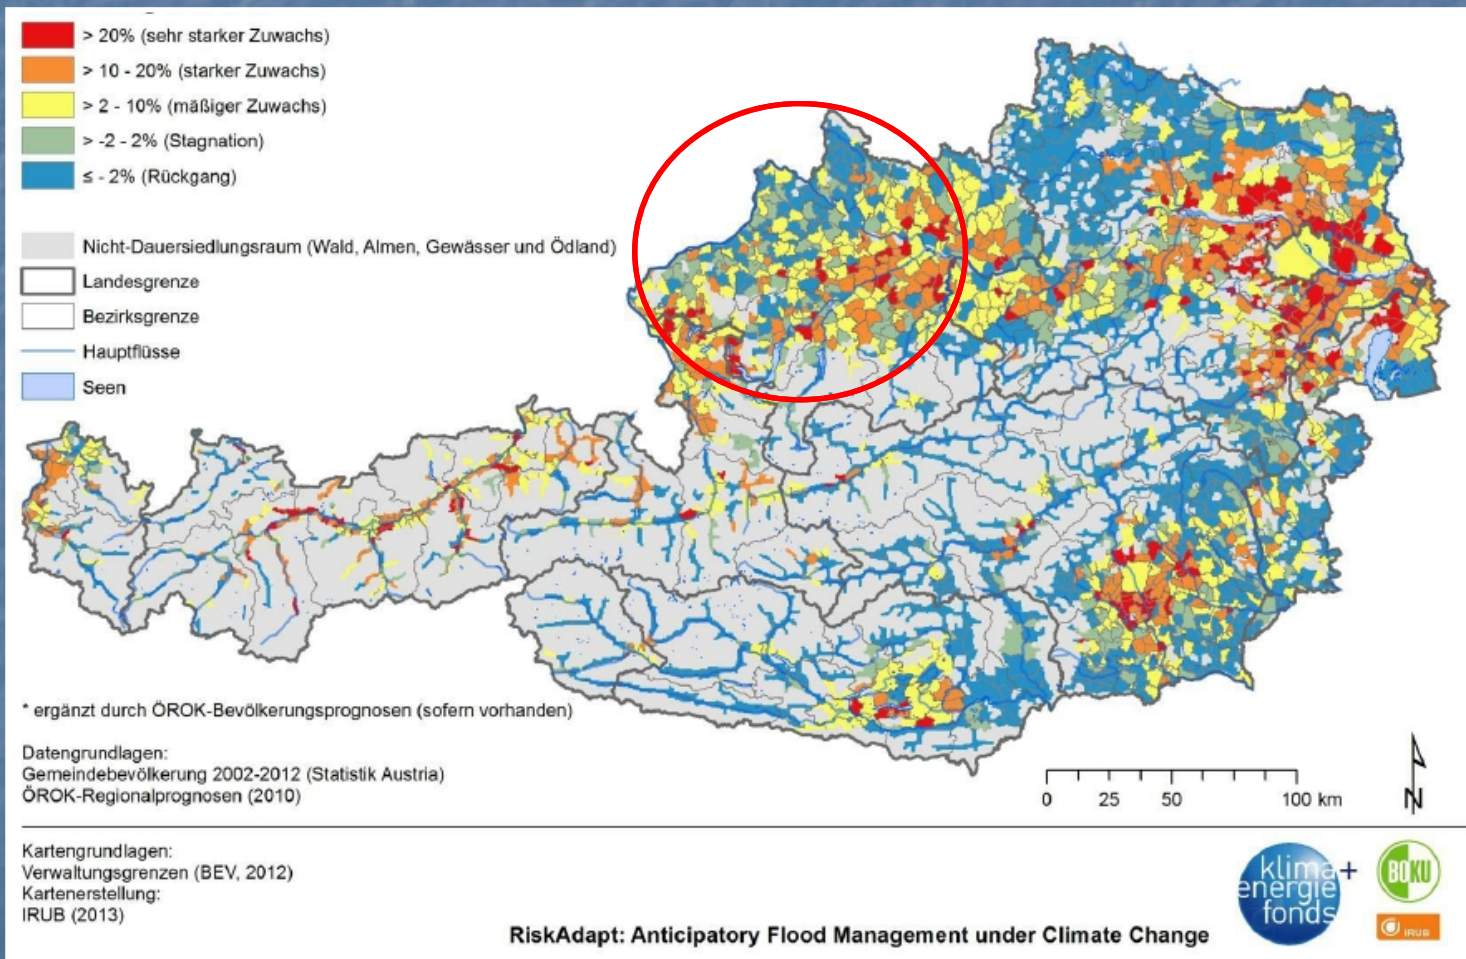 > 20% (sehr starker Zuwachs)
> 10 - 20% (starker Zuwachs)
> 2 - 10% (mäßiger Zuwachs)
> -2 - 2% (Stagnation)
≤ - 2% (Rückgang)
Nicht-Dauersiedlungsraum (Wald, Almen, Gewässer und Ödland)
Landesgrenze
Bezirksgrenze
Hauptflüsse
Seen
* ergänzt durch ÖROK-Bevölkerungsprognosen (sofern vorhanden)
Datengrundlagen:
Gemeindebevölkerung 2002-2012 (Statistik Austria)
ÖROK-Regionalprognosen (2010)
0 25 50 100 km
N
Kartengrundlagen:
Verwaltungsgrenzen (BEV, 2012)
Kartenerstellung:
IRUB (2013)
RiskAdapt: Anticipatory Flood Management under Climate Change
klima+
energie
fonds
BOKU
IRUB